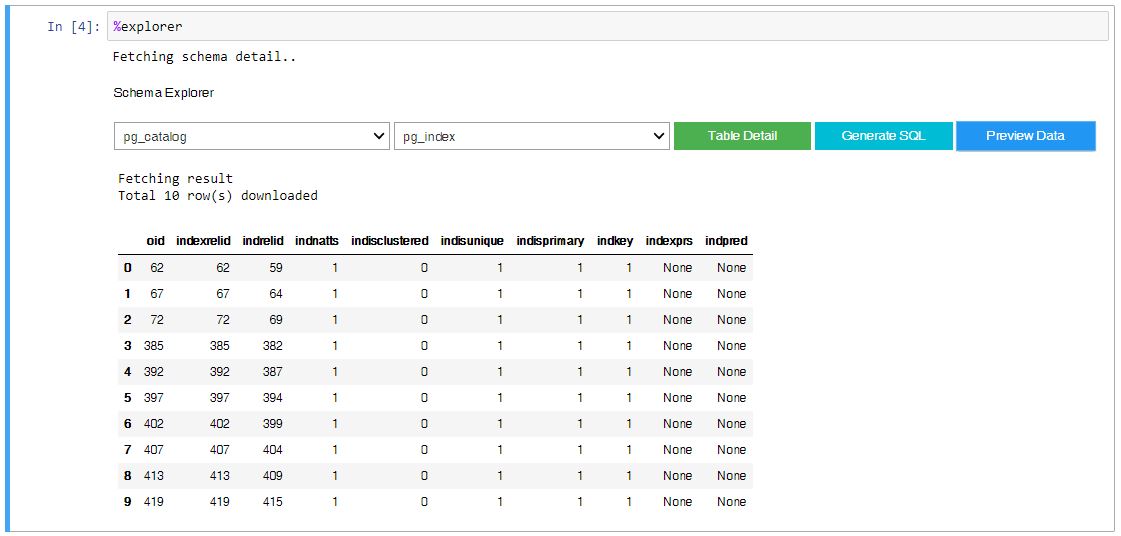 In [4]: %explorer
Fetching schema detail..
Schema Explorer
pg_catalog pg_index Table Detail Generate SQL Preview Data
Fetching result
Total 10 row(s) downloaded
oid indexrelid indrelid indnatts indisclustered indisunique indisprimary indkey indexprs indpred
0 62 62 59 1 0 1 1 1 None None
1 67 67 64 1 0 1 1 1 None None
2 72 72 69 1 0 1 1 1 None None
3 385 385 382 1 0 1 1 1 None None
4 392 392 387 1 0 1 1 1 None None
5 397 397 394 1 0 1 1 1 None None
6 402 402 399 1 0 1 1 1 None None
7 407 407 404 1 0 1 1 1 None None
8 413 413 409 1 0 1 1 1 None None
9 419 419 415 1 0 1 1 1 None None